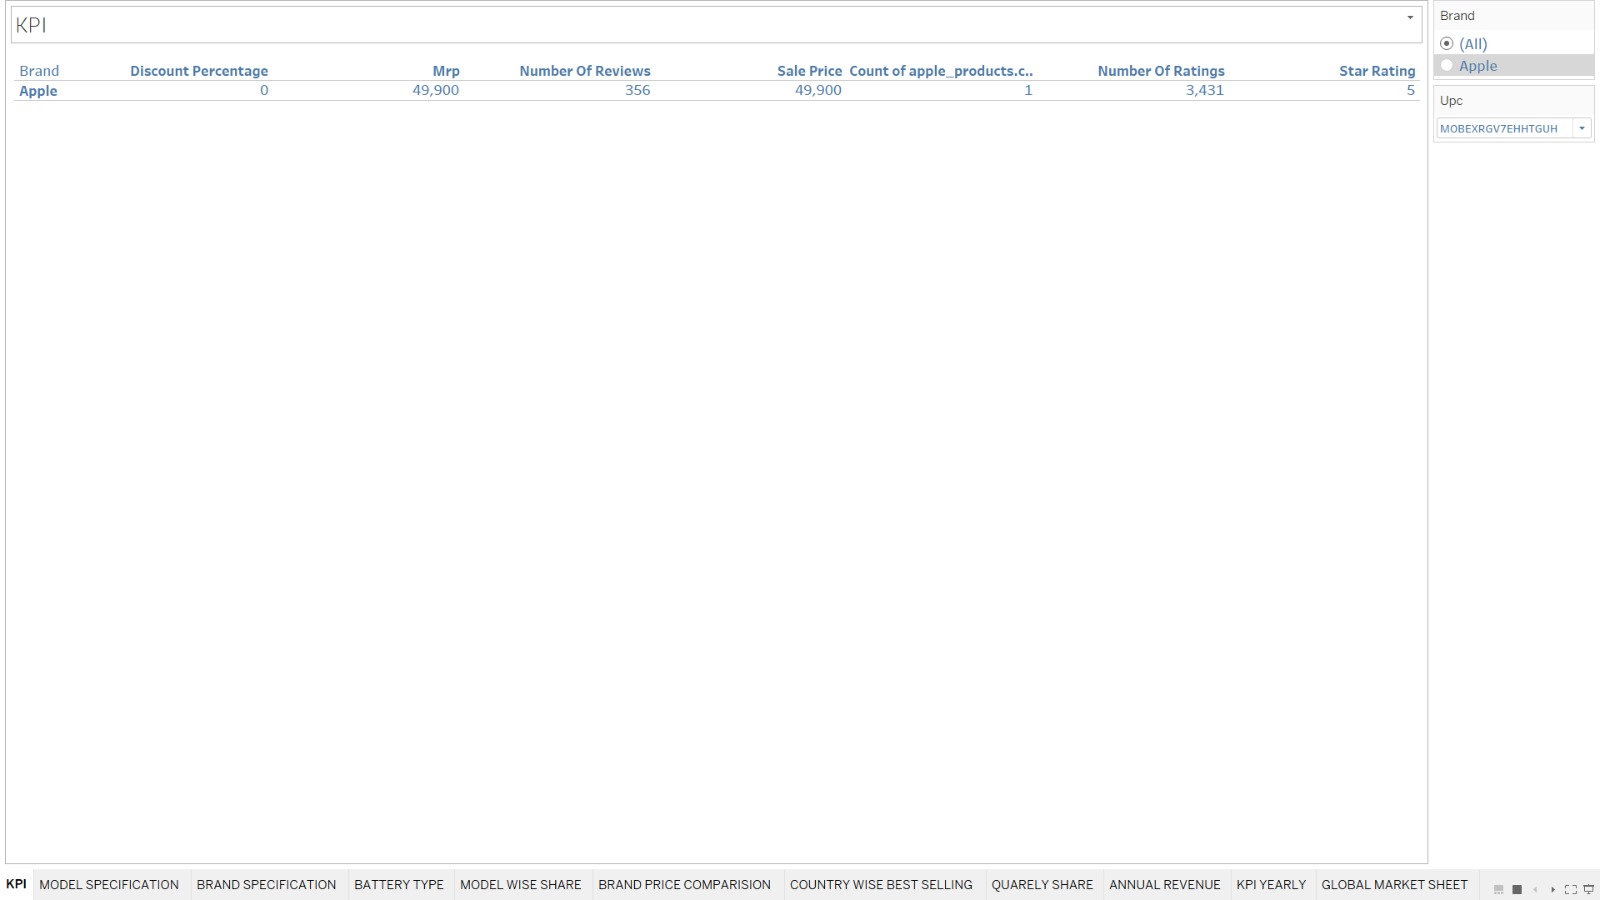 KPI
Brand Discount Percentage Mrp Number Of Reviews Sale Price Count of apple_products.c.. Number Of Ratings Star Rating
Apple 0 49,900 356 49,900 1 3,431 5
Brand
(All)
Apple
Upc
MOBEXRGV7EHHTGUH
KPI MODEL SPECIFICATION BRAND SPECIFICATION BATTERY TYPE MODEL WISE SHARE BRAND PRICE COMPARISION COUNTRY WISE BEST SELLING QUARELY SHARE ANNUAL REVENUE KPI YEARLY GLOBAL MARKET SHEET